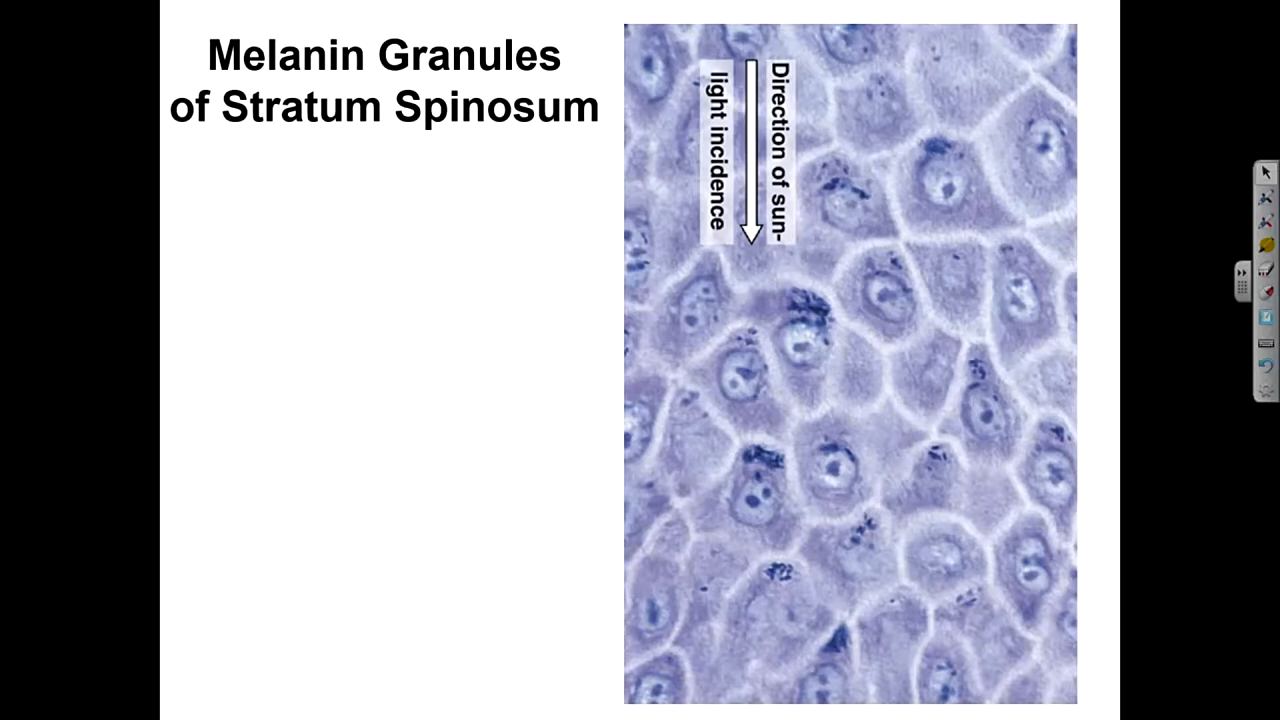 Melanin Granules
of Stratum Spinosum
Direction of sun-
light incidence